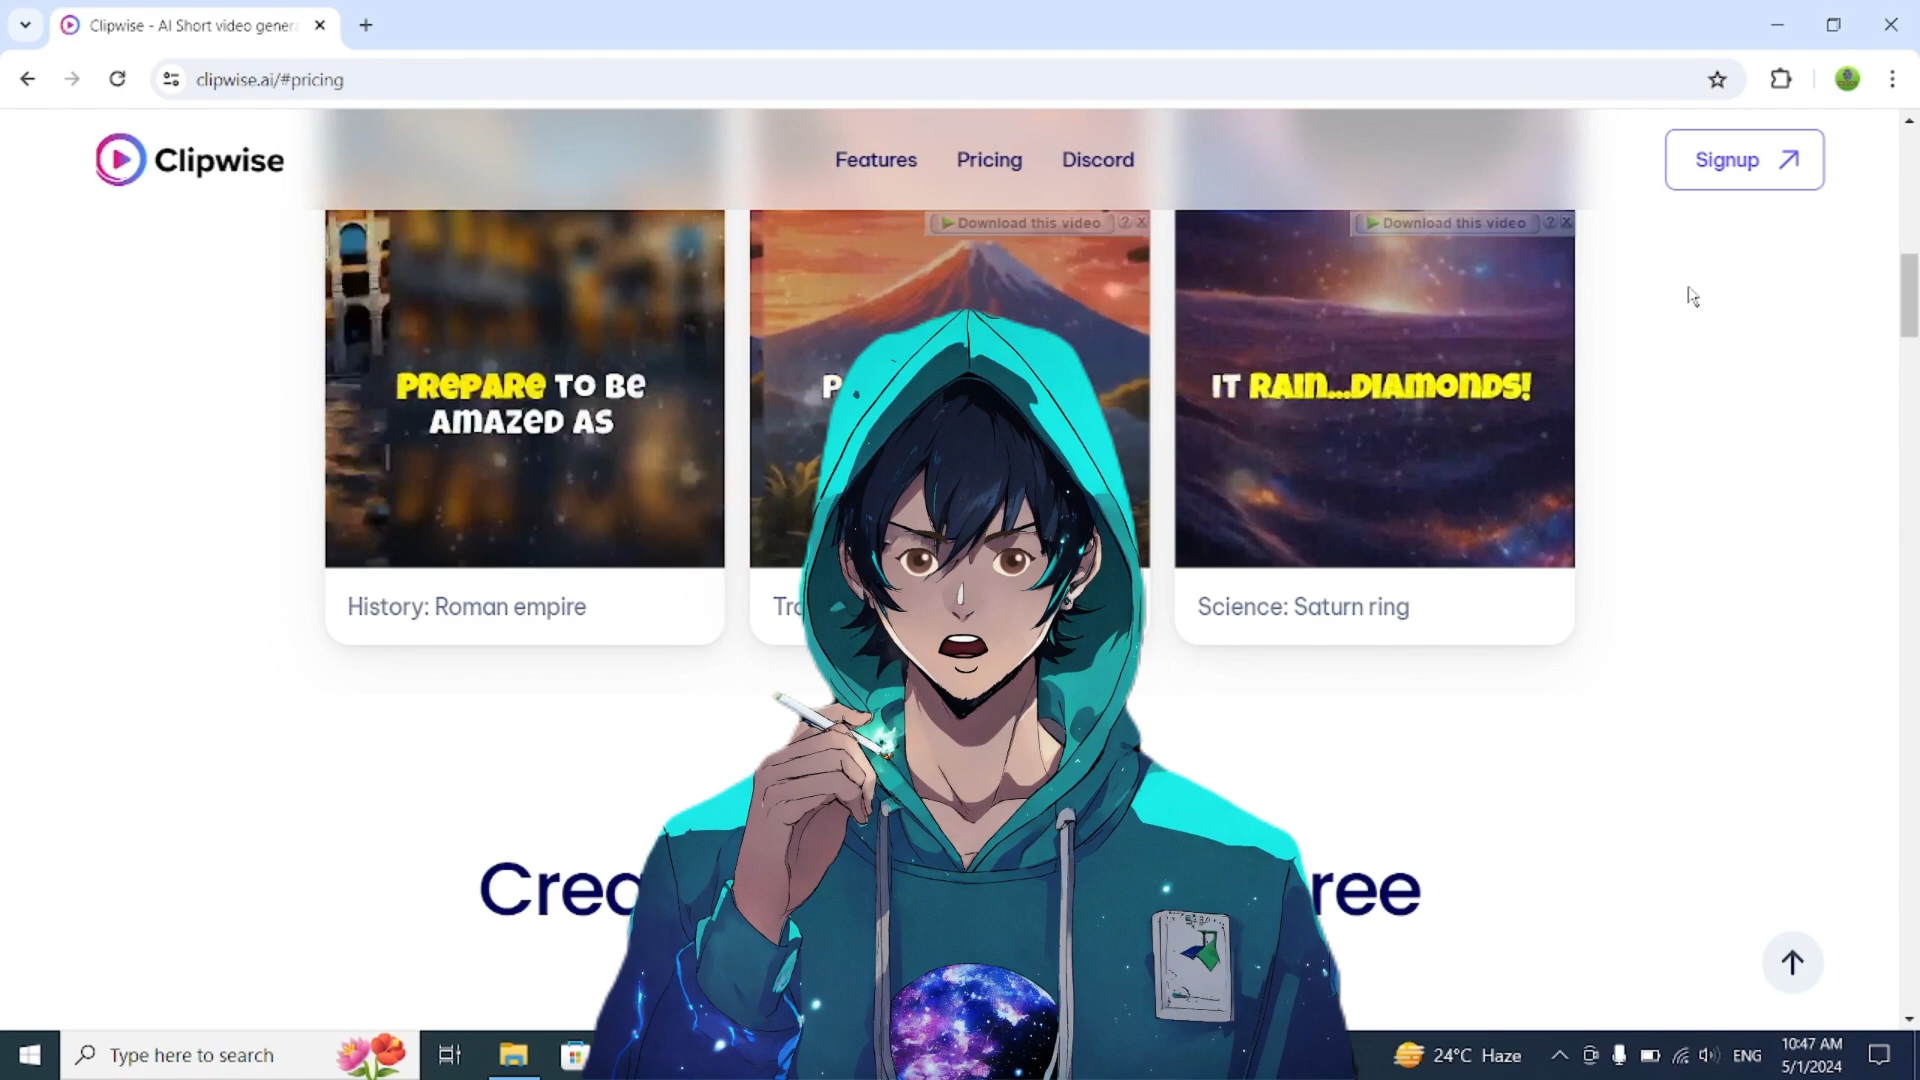 Clipwise - AI Short video gener
clipwise.ai/#pricing
Clipwise
Features
Pricing
Discord
Signup
Download this video
Download this video
PREPARE TO BE
AMAZED AS
P
IT RAIN...DIAMONDS!
History: Roman empire
Tra
Science: Saturn ring
Crea
ree
Type here to search
24°C Haze
ENG
10:47 AM
5/1/2024